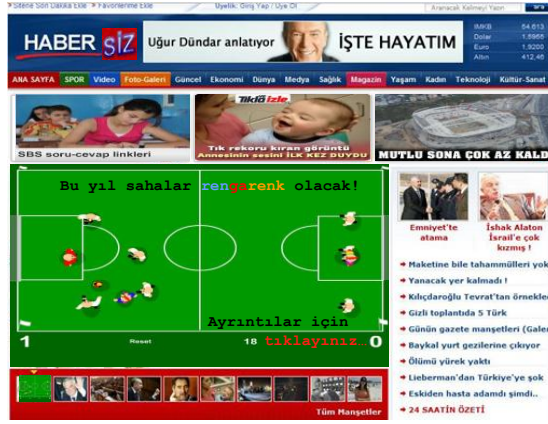 > Sitene Son Dakika Ekle > Favorilerime Ekle
Üyelik: Giriş Yap / Üye Ol
Aranacak Kelimeyi Yazın
HABER SİZ
Uğur Dündar anlatıyor
İŞTE HAYATIM
IMKB 54.613
Dolar 1,5965
Euro 1,9200
Altın 412,46
ANA SAYFA SPOR Video Foto-Galeri Güncel Ekonomi Dünya Medya Sağlık Magazin Yaşam Kadın Teknoloji Kültür-Sanat
SBS soru-cevap linkleri
Tıkla izle
Tık rekoru kıran görüntü
Annesinin sesini İLK KEZ DUYDU
MUTLU SONA ÇOK AZ KALD
Bu yıl sahalar rengarenk olacak!
Ayrıntılar için
tıklayınız...
1
Reset
18
0
Tüm Manşetler
Emniyet'te
atama
İshak Alaton
İsrail'e çok
kızmış !
Maketine bile tahammülleri yok
Yanacak yer kalmadı !
Kılıçdaroğlu Tevrat'tan örnekle
Gizli toplantıda 5 Türk
Günün gazete manşetleri (Gale
Baykal yurt gezilerine çıkıyor
Ölümü yürek yaktı
Lieberman'dan Türkiye'ye şok
Eskiden hasta adamdı şimdi..
24 SAATİN ÖZETİ